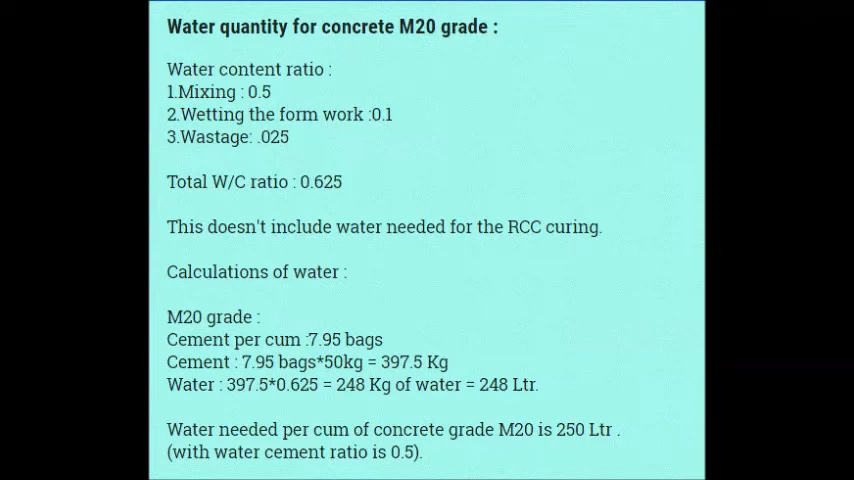 Water quantity for concrete M20 grade :
Water content ratio :
1.Mixing : 0.5
2.Wetting the form work :0.1
3.Wastage: .025
Total W/C ratio : 0.625
This doesn't include water needed for the RCC curing.
Calculations of water :
M20 grade :
Cement per cum :7.95 bags
Cement : 7.95 bags*50kg = 397.5 Kg
Water : 397.5*0.625 = 248 Kg of water = 248 Ltr.
Water needed per cum of concrete grade M20 is 250 Ltr .
(with water cement ratio is 0.5).